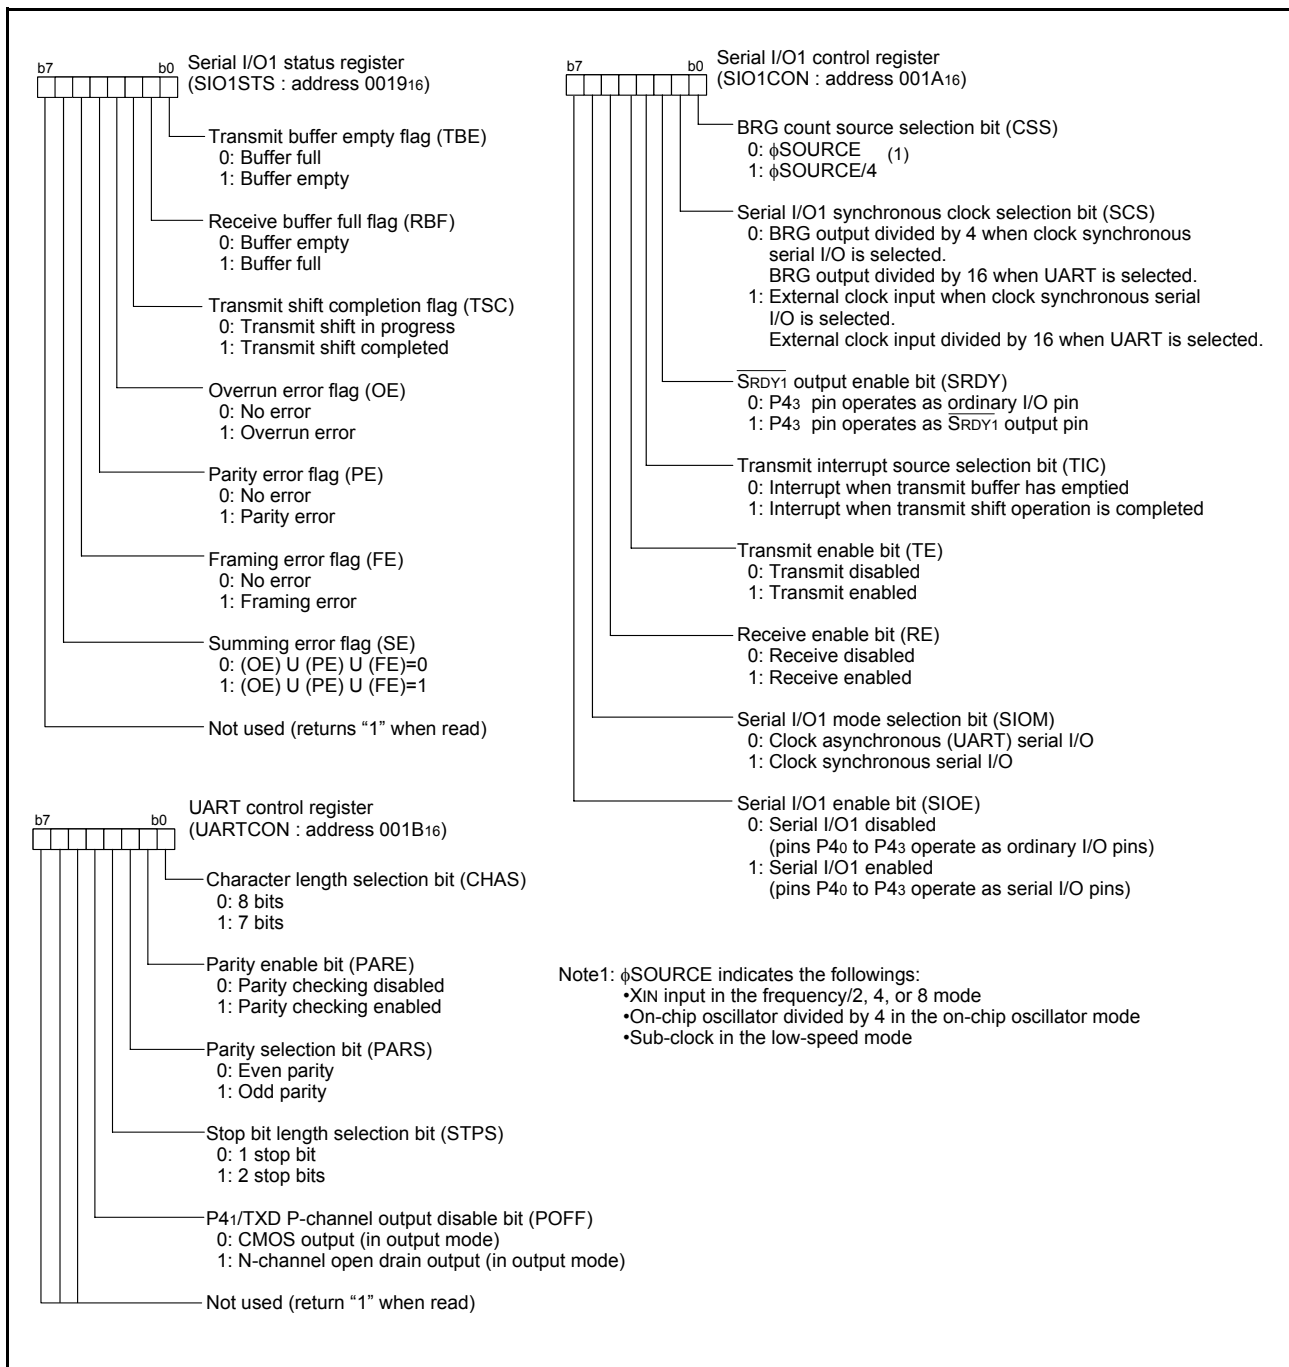 b7 b0 Serial I/O1 status register
(SIO1STS : address 001916)
Transmit buffer empty flag (TBE)
0: Buffer full
1: Buffer empty
Receive buffer full flag (RBF)
0: Buffer empty
1: Buffer full
Transmit shift completion flag (TSC)
0: Transmit shift in progress
1: Transmit shift completed
Overrun error flag (OE)
0: No error
1: Overrun error
Parity error flag (PE)
0: No error
1: Parity error
Framing error flag (FE)
0: No error
1: Framing error
Summing error flag (SE)
0: (OE) U (PE) U (FE)=0
1: (OE) U (PE) U (FE)=1
Not used (returns “1” when read)
b7 b0 UART control register
(UARTCON : address 001B16)
Character length selection bit (CHAS)
0: 8 bits
1: 7 bits
Parity enable bit (PARE)
0: Parity checking disabled
1: Parity checking enabled
Parity selection bit (PARS)
0: Even parity
1: Odd parity
Stop bit length selection bit (STPS)
0: 1 stop bit
1: 2 stop bits
P41/TXD P-channel output disable bit (POFF)
0: CMOS output (in output mode)
1: N-channel open drain output (in output mode)
Not used (return “1” when read)
b7 b0 Serial I/O1 control register
(SIO1CON : address 001A16)
BRG count source selection bit (CSS)
0: ϕSOURCE (1)
1: ϕSOURCE/4
Serial I/O1 synchronous clock selection bit (SCS)
0: BRG output divided by 4 when clock synchronous
serial I/O is selected.
BRG output divided by 16 when UART is selected.
1: External clock input when clock synchronous serial
I/O is selected.
External clock input divided by 16 when UART is selected.
SRDY1 output enable bit (SRDY)
0: P43 pin operates as ordinary I/O pin
1: P43 pin operates as SRDY1 output pin
Transmit interrupt source selection bit (TIC)
0: Interrupt when transmit buffer has emptied
1: Interrupt when transmit shift operation is completed
Transmit enable bit (TE)
0: Transmit disabled
1: Transmit enabled
Receive enable bit (RE)
0: Receive disabled
1: Receive enabled
Serial I/O1 mode selection bit (SIOM)
0: Clock asynchronous (UART) serial I/O
1: Clock synchronous serial I/O
Serial I/O1 enable bit (SIOE)
0: Serial I/O1 disabled
(pins P40 to P43 operate as ordinary I/O pins)
1: Serial I/O1 enabled
(pins P40 to P43 operate as serial I/O pins)
Note1: ϕSOURCE indicates the followings:
•XIN input in the frequency/2, 4, or 8 mode
•On-chip oscillator divided by 4 in the on-chip oscillator mode
•Sub-clock in the low-speed mode